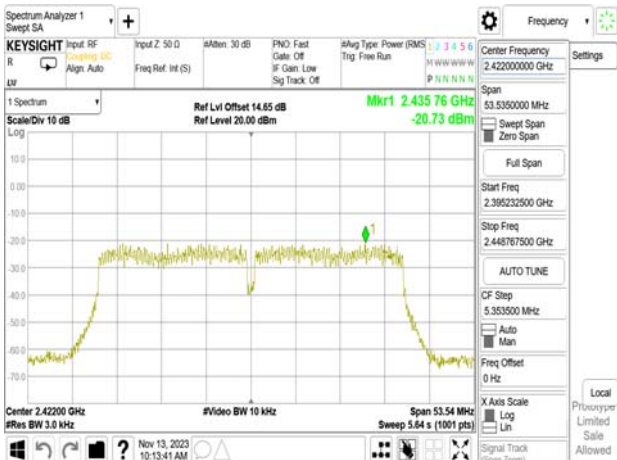 Spectrum Analyzer 1
Swept SA
Frequency
KEYSIGHT
R
Input: RF
Coupling: DC
Align: Auto
Input Z: 50 Ω
Freq Ref: Int (S)
#Atten: 30 dB
PNO: Fast
Gate: Off
IF Gain: Low
Sig Track: Off
#Avg Type: Power (RMS
Trig: Free Run
1 2 3 4 5 6
M W W W W W
P N N N N N
1 Spectrum
Scale/Div 10 dB
Log
Ref Lvl Offset 14.65 dB
Ref Level 20.00 dBm
Mkr1 2.435 76 GHz
-20.73 dBm
10.0
0.00
-10.0
-20.0
-30.0
-40.0
-50.0
-60.0
-70.0
1
Center 2.42200 GHz
#Res BW 3.0 kHz
#Video BW 10 kHz
Span 53.54 MHz
Sweep 5.64 s (1001 pts)
Nov 13, 2023
10:13:41 AM
Center Frequency
2.422000000 GHz
Settings
Span
53.5350000 MHz
Swept Span
Zero Span
Full Span
Start Freq
2.395232500 GHz
Stop Freq
2.448767500 GHz
AUTO TUNE
CF Step
5.353500 MHz
Auto
Man
Freq Offset
0 Hz
X Axis Scale
Log
Lin
Signal Track
Local
Prototype
Limited
Sale
Allowed